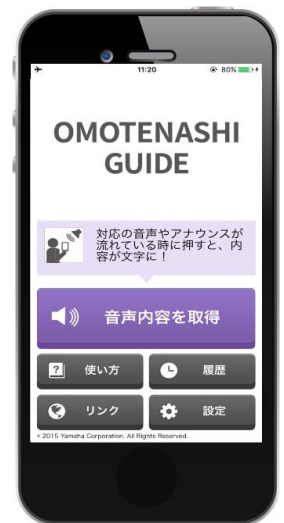 11:20
80%
OMOTENASHI
GUIDE
対応の音声やアナウンスが
流れている時に押すと、内
容が文字に！
音声内容を取得
使い方
履歴
リンク
設定
© 2015 Yamaha Corporation. All Rights Reserved.